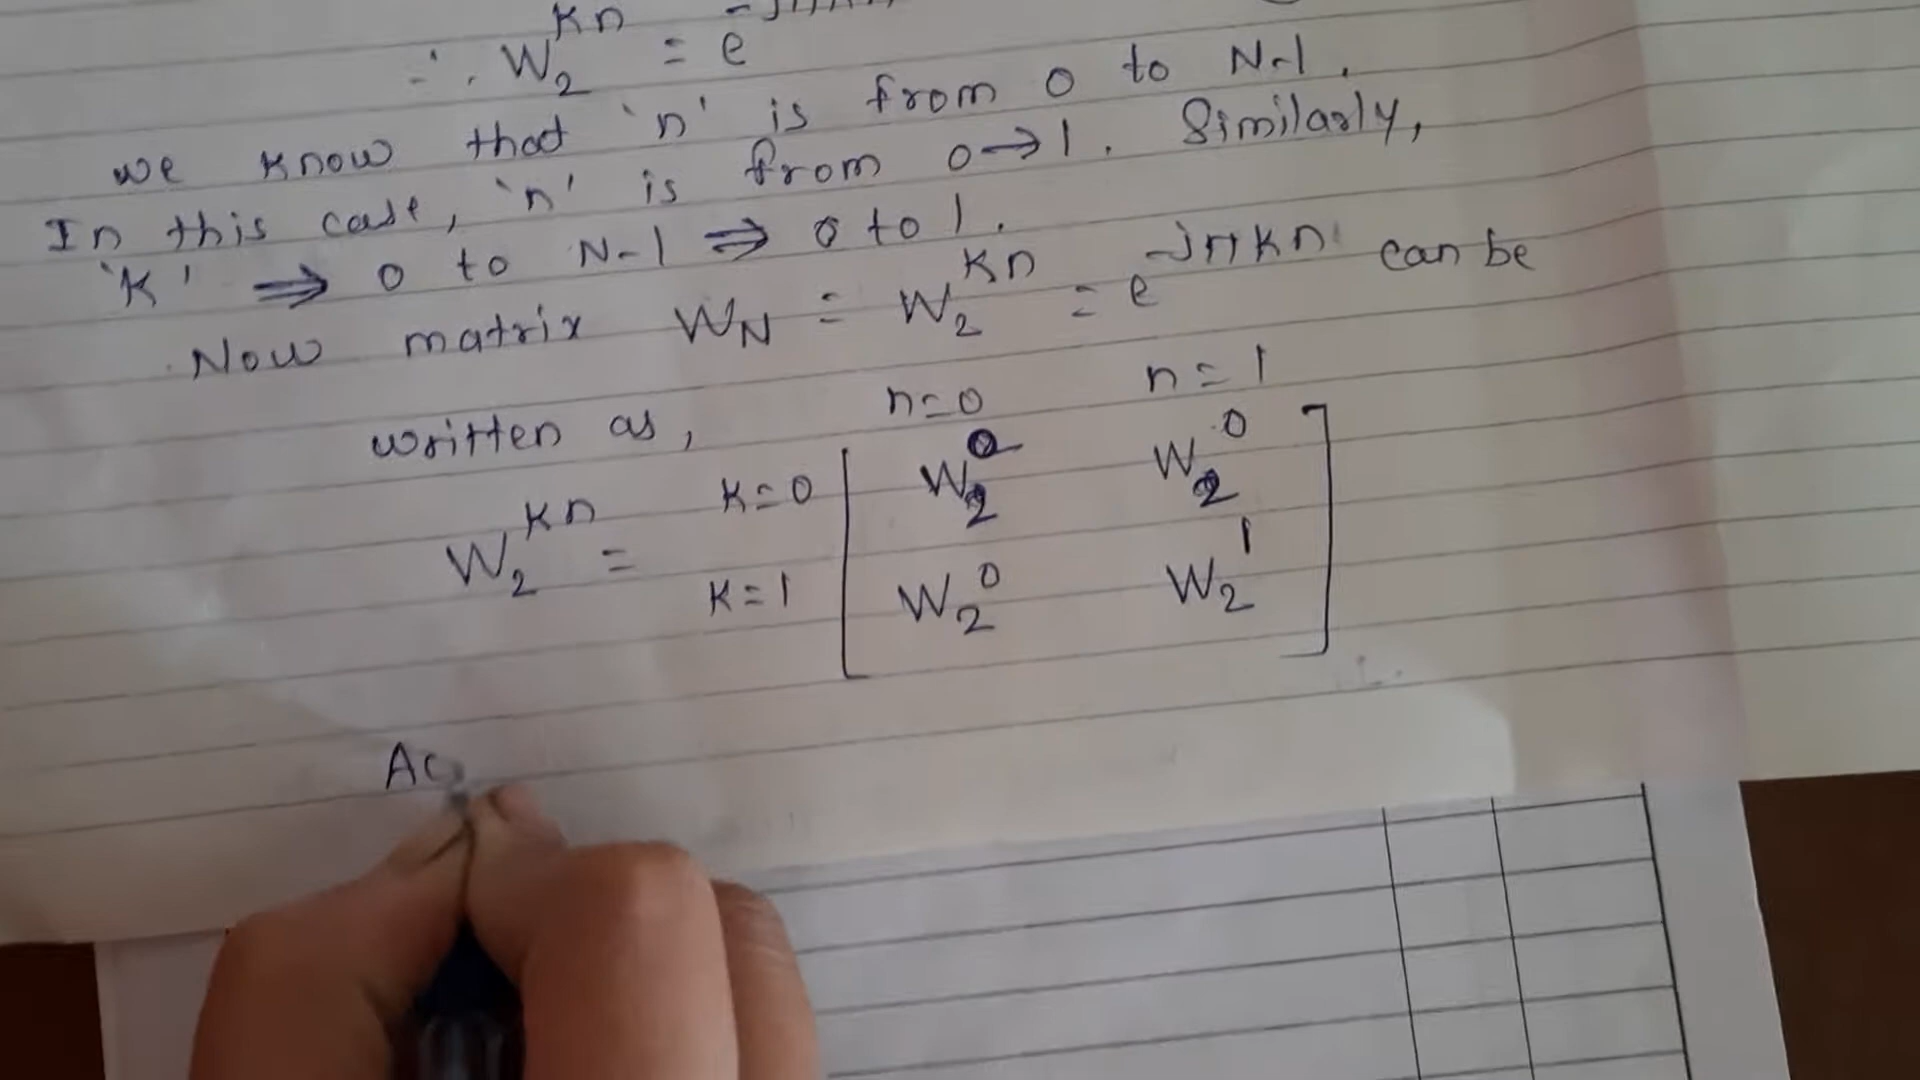 ∴ W₂^kn = e^
we know that 'n' is from 0 to N-1.
In this case, 'n' is from 0→1. Similarly,
'K' ⇒ 0 to N-1 ⇒ 0 to 1.
Now matrix W_N = W₂^kn = e^-jπkn can be
written as, n=0 n=1
K=0 W₂^0 W₂^0
W₂^kn =
K=1 W₂^0 W₂^1